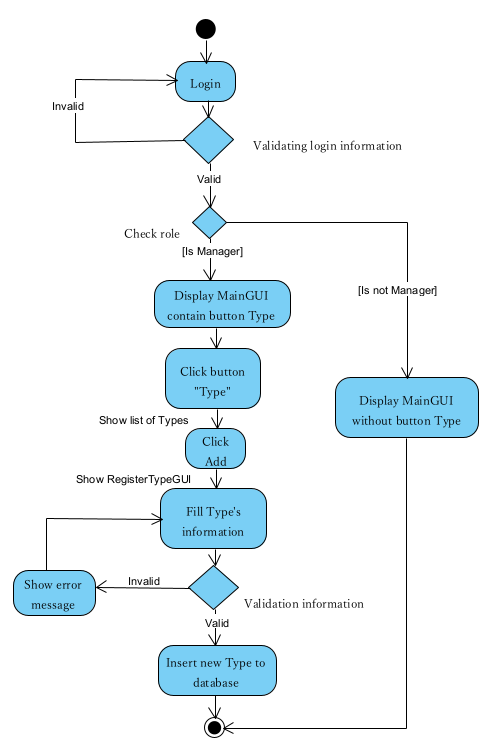 Login
Invalid
Validating login information
Valid
Check role
[Is Manager]
[Is not Manager]
Display MainGUI
contain button Type
Click button
"Type"
Display MainGUI
without button Type
Show list of Types
Click
Add
Show RegisterTypeGUI
Fill Type's
information
Invalid
Show error
message
Validation information
Valid
Insert new Type to
database